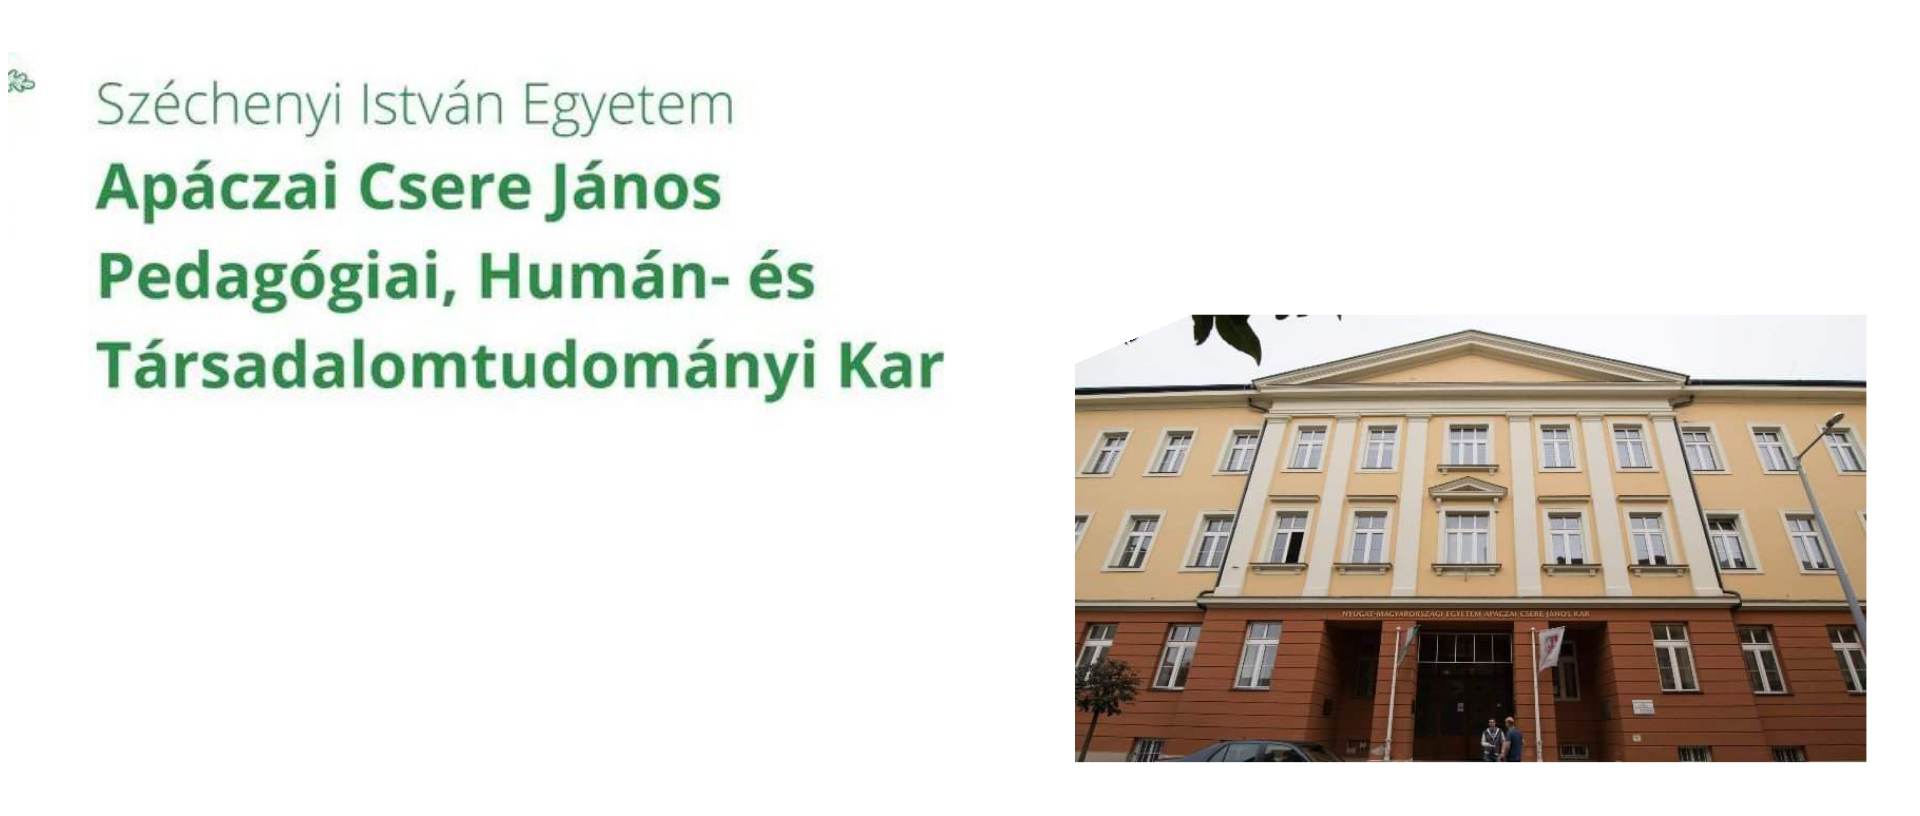 Széchenyi István Egyetem
Apáczai Csere János
Pedagógiai, Humán- és
Társadalomtudományi Kar
NYUGAT-MAGYARORSZÁGI EGYETEM APÁCZAI CSERE JÁNOS KAR